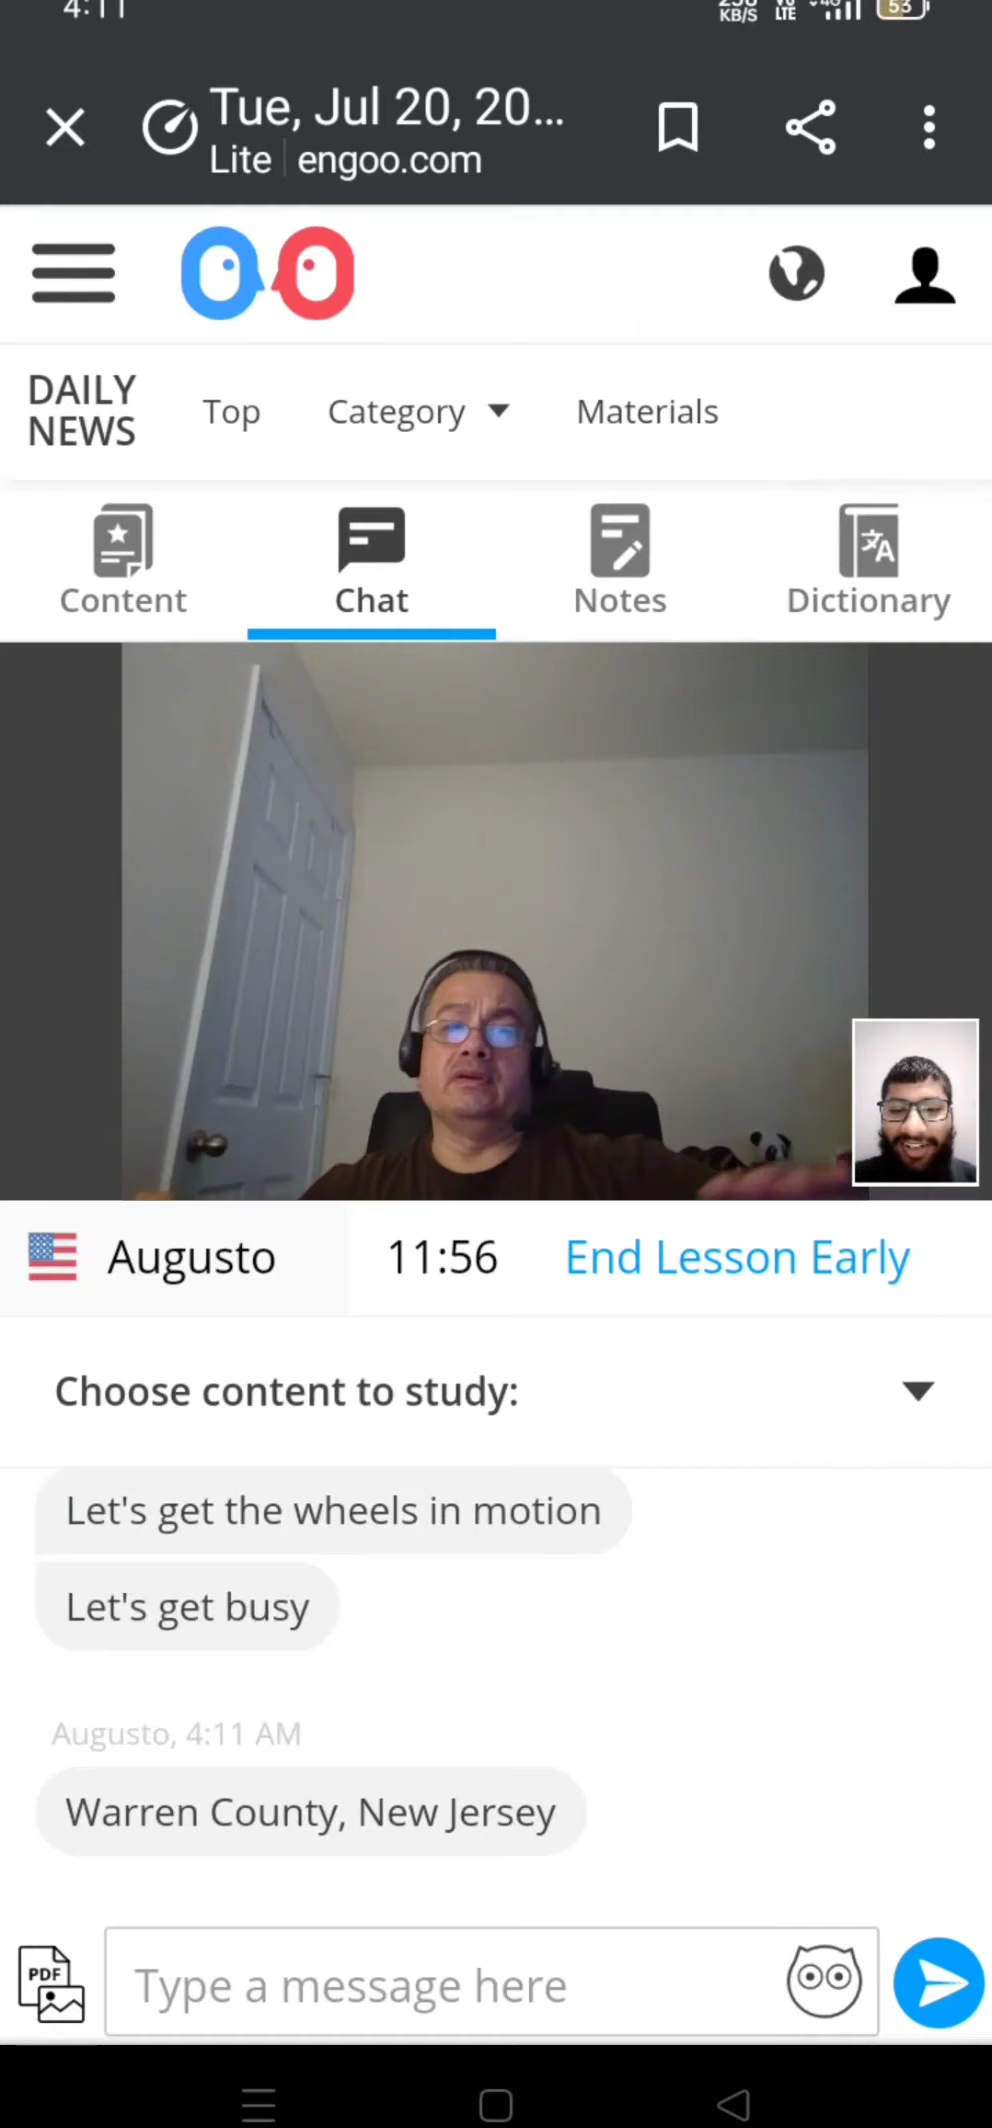 4:11
KB/S LTE 4G 53
Tue, Jul 20, 20...
Lite engoo.com
DAILY
NEWS
Top
Category
Materials
Content
Chat
Notes
Dictionary
Augusto
11:56
End Lesson Early
Choose content to study:
Let's get the wheels in motion
Let's get busy
Augusto, 4:11 AM
Warren County, New Jersey
PDF
Type a message here